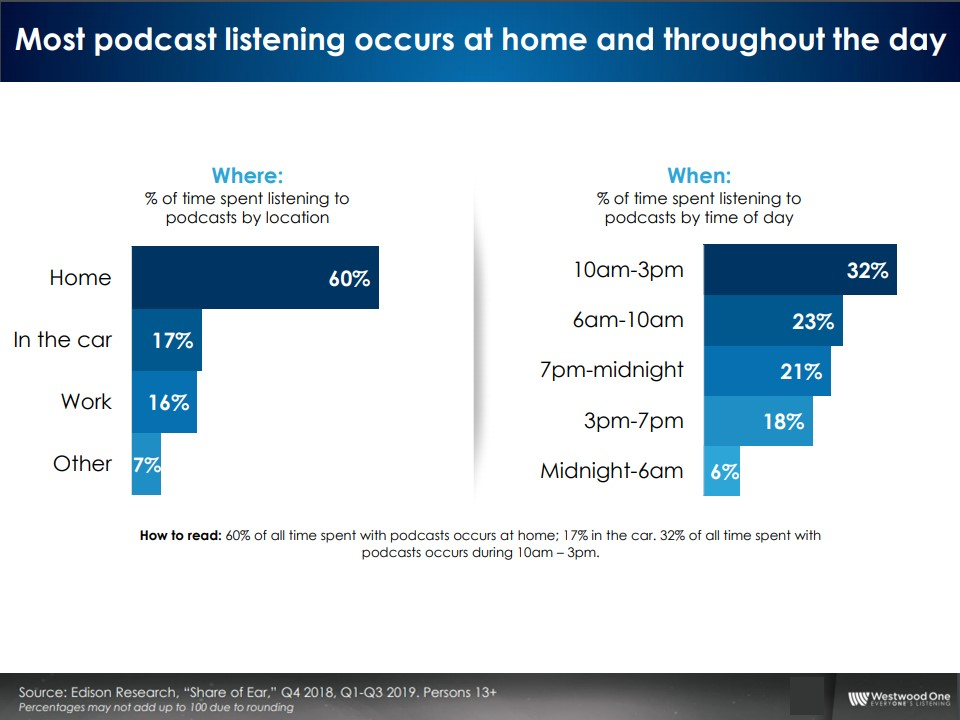 Most podcast listening occurs at home and throughout the day
Where:
% of time spent listening to
podcasts by location
Home
60%
In the car
17%
Work
16%
Other
7%
When:
% of time spent listening to
podcasts by time of day
10am-3pm
32%
6am-10am
23%
7pm-midnight
21%
3pm-7pm
18%
Midnight-6am
6%
How to read: 60% of all time spent with podcasts occurs at home; 17% in the car. 32% of all time spent with
podcasts occurs during 10am – 3pm.
Source: Edison Research, “Share of Ear,” Q4 2018, Q1-Q3 2019. Persons 13+
Percentages may not add up to 100 due to rounding
Westwood One
EVERYONE'S LISTENING